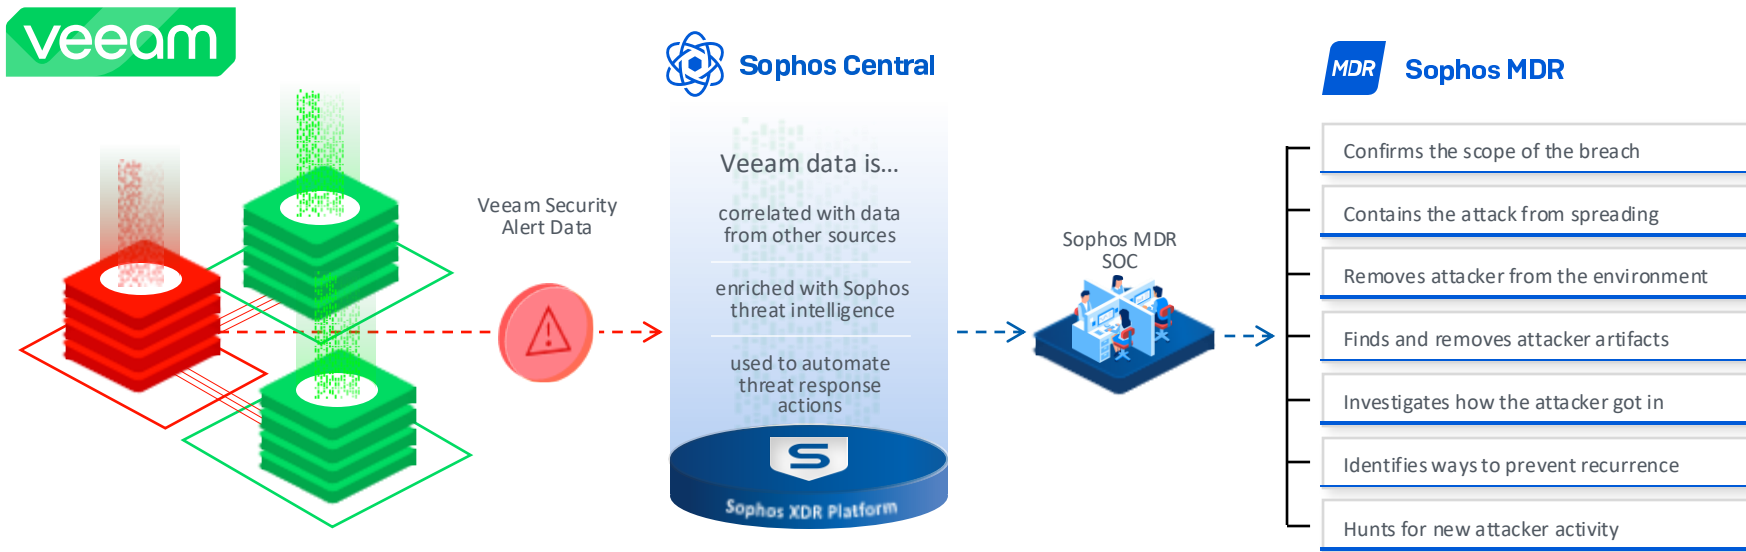 veeam
Veeam Security
Alert Data
Sophos Central
Veeam data is...
correlated with data
from other sources
enriched with Sophos
threat intelligence
used to automate
threat response
actions
S
Sophos XDR Platform
Sophos MDR
SOC
MDR
Sophos MDR
Confirms the scope of the breach
Contains the attack from spreading
Removes attacker from the environment
Finds and removes attacker artifacts
Investigates how the attacker got in
Identifies ways to prevent recurrence
Hunts for new attacker activity